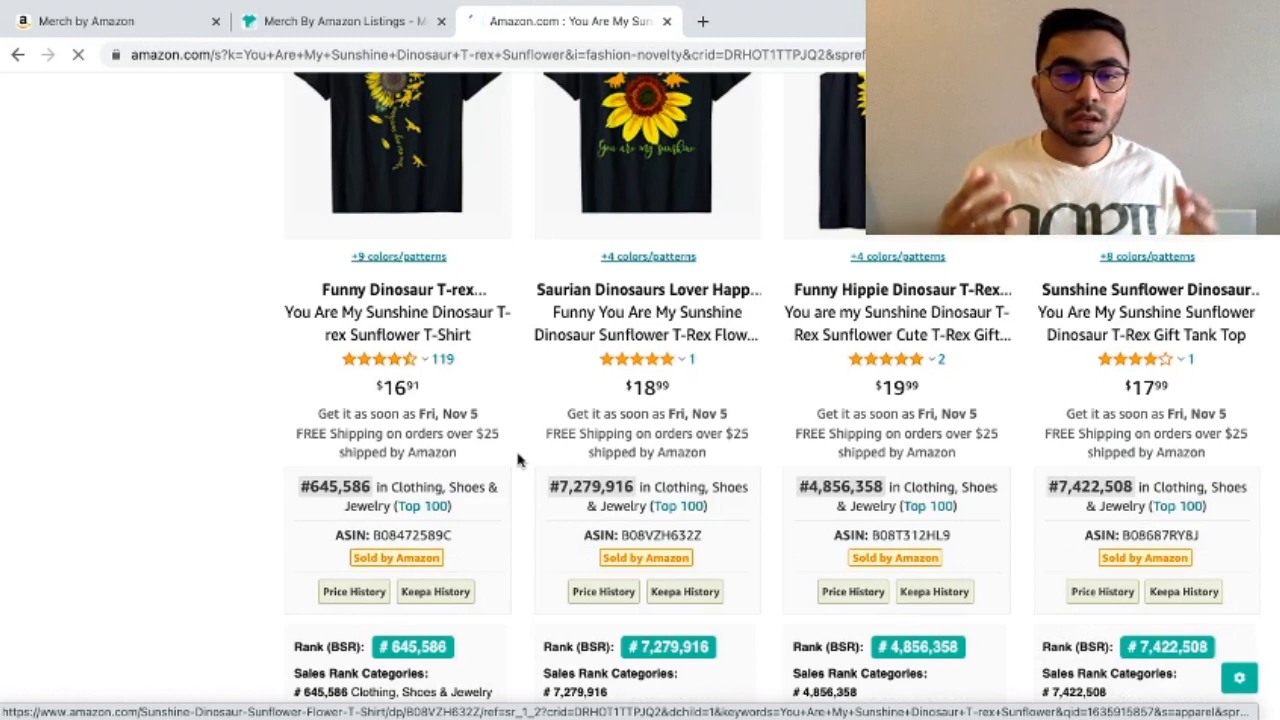 Merch by Amazon
Merch By Amazon Listings - M
Amazon.com : You Are My Sun
amazon.com/s?k=You+Are+My+Sunshine+Dinosaur+T-rex+Sunflower&i=fashion-novelty&crid=DRHOT1TTPJQ2&spref
You are my sunshine
You are my sunshine
+9 colors/patterns
+4 colors/patterns
+4 colors/patterns
+8 colors/patterns
Funny Dinosaur T-rex...
You Are My Sunshine Dinosaur T-
rex Sunflower T-Shirt
119
$16.91
Get it as soon as Fri, Nov 5
FREE Shipping on orders over $25
shipped by Amazon
Saurian Dinosaurs Lover Happ...
Funny You Are My Sunshine
Dinosaur Sunflower T-Rex Flow...
1
$18.99
Get it as soon as Fri, Nov 5
FREE Shipping on orders over $25
shipped by Amazon
Funny Hippie Dinosaur T-Rex...
You are my Sunshine Dinosaur T-
Rex Sunflower Cute T-Rex Gift...
2
$19.99
Get it as soon as Fri, Nov 5
FREE Shipping on orders over $25
shipped by Amazon
Sunshine Sunflower Dinosaur..
You Are My Sunshine Sunflower
Dinosaur T-Rex Gift Tank Top
1
$17.99
Get it as soon as Fri, Nov 5
FREE Shipping on orders over $25
shipped by Amazon
#645,586 in Clothing, Shoes &
Jewelry (Top 100)
ASIN: B08472589C
Sold by Amazon
Price History Keepa History
#7,279,916 in Clothing, Shoes
& Jewelry (Top 100)
ASIN: B08VZH632Z
Sold by Amazon
Price History Keepa History
#4,856,358 in Clothing, Shoes
& Jewelry (Top 100)
ASIN: B08T312HL9
Sold by Amazon
Price History Keepa History
#7,422,508 in Clothing, Shoes
& Jewelry (Top 100)
ASIN: B08687RY8J
Sold by Amazon
Price History Keepa History
Rank (BSR): # 645,586
Sales Rank Categories:
# 645,586 Clothing, Shoes & Jewelry
Rank (BSR): # 7,279,916
Sales Rank Categories:
# 7,279,916
Rank (BSR): # 4,856,358
Sales Rank Categories:
# 4,856,358
Rank (BSR): # 7,422,508
Sales Rank Categories:
# 7,422,508
https://www.amazon.com/Sunshine-Dinosaur-Sunflower-Flower-T-Shirt/dp/B08VZH632Z/ref=sr_1_2?crid=DRHOT1TTPJQ2&dchild=1&keywords=You+Are+My+Sunshine+Dinosaur+T-rex+Sunflower&qid=1635915857&s=apparel&spr...